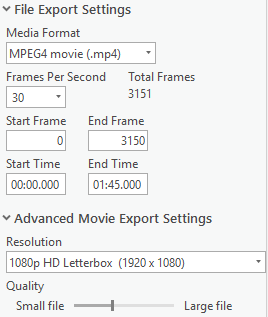 File Export Settings
Media Format
MPEG4 movie (.mp4)
Frames Per Second Total Frames
30 3151
Start Frame End Frame
0 3150
Start Time End Time
00:00.000 01:45.000
Advanced Movie Export Settings
Resolution
1080p HD Letterbox (1920 x 1080)
Quality
Small file Large file